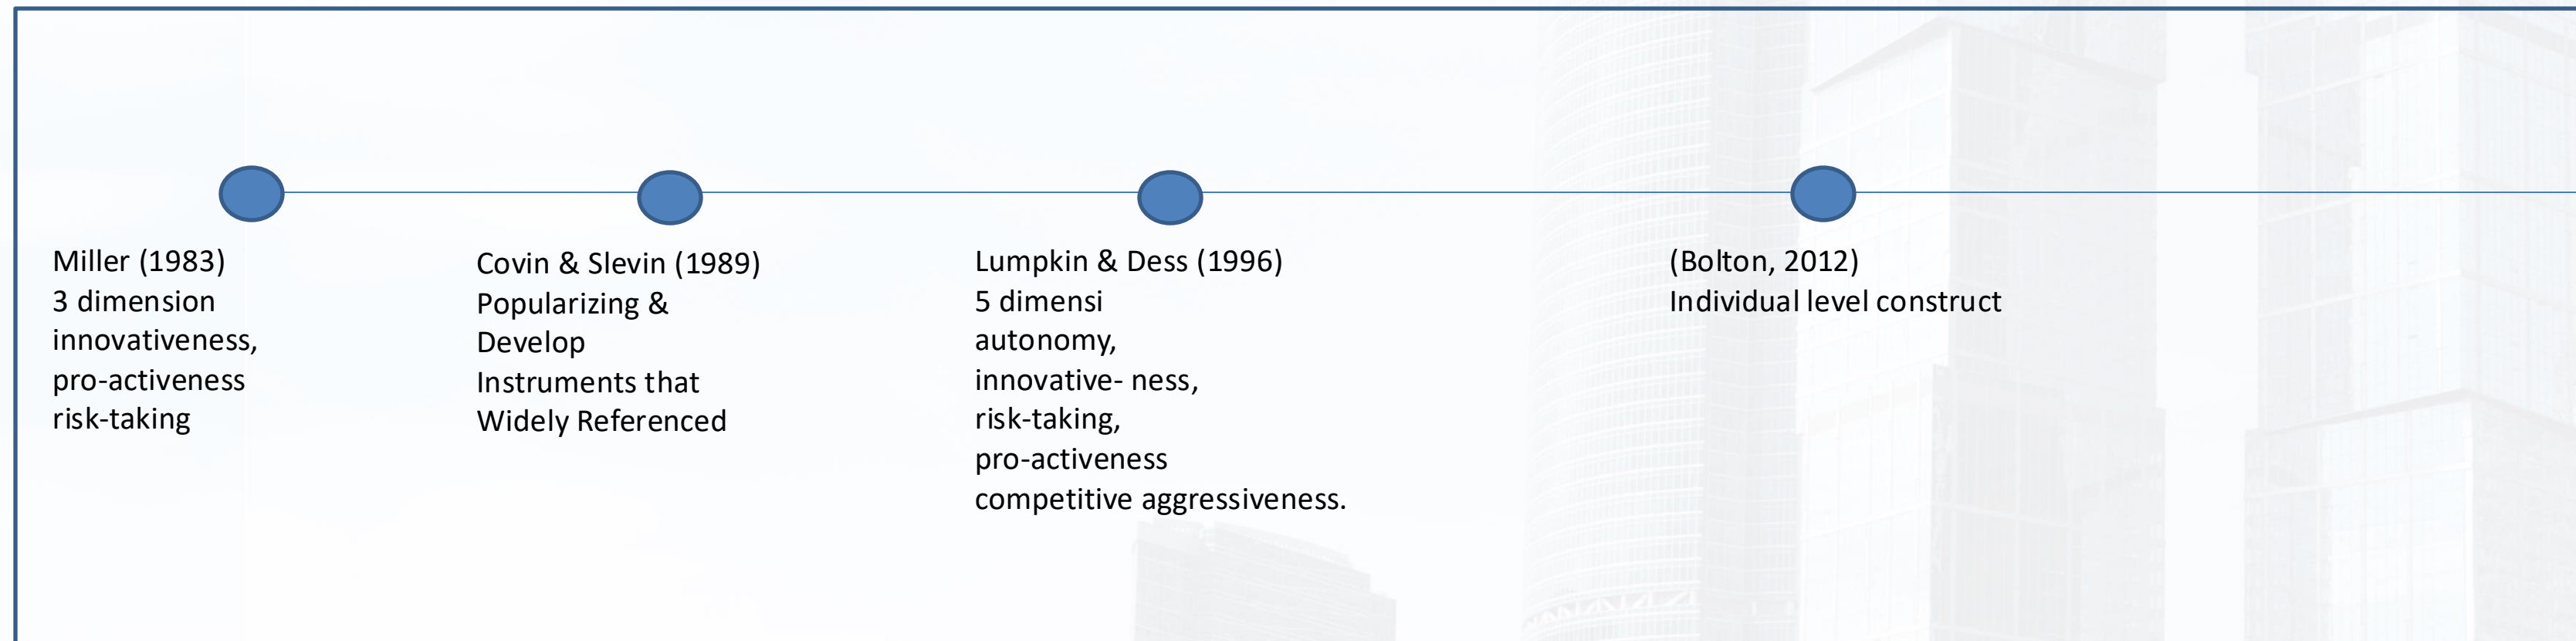 Miller (1983)
3 dimension
innovativeness,
pro-activeness
risk-taking
Covin & Slevin (1989)
Popularizing &
Develop
Instruments that
Widely Referenced
Lumpkin & Dess (1996)
5 dimensi
autonomy,
innovative- ness,
risk-taking,
pro-activeness
competitive aggressiveness.
(Bolton, 2012)
Individual level construct